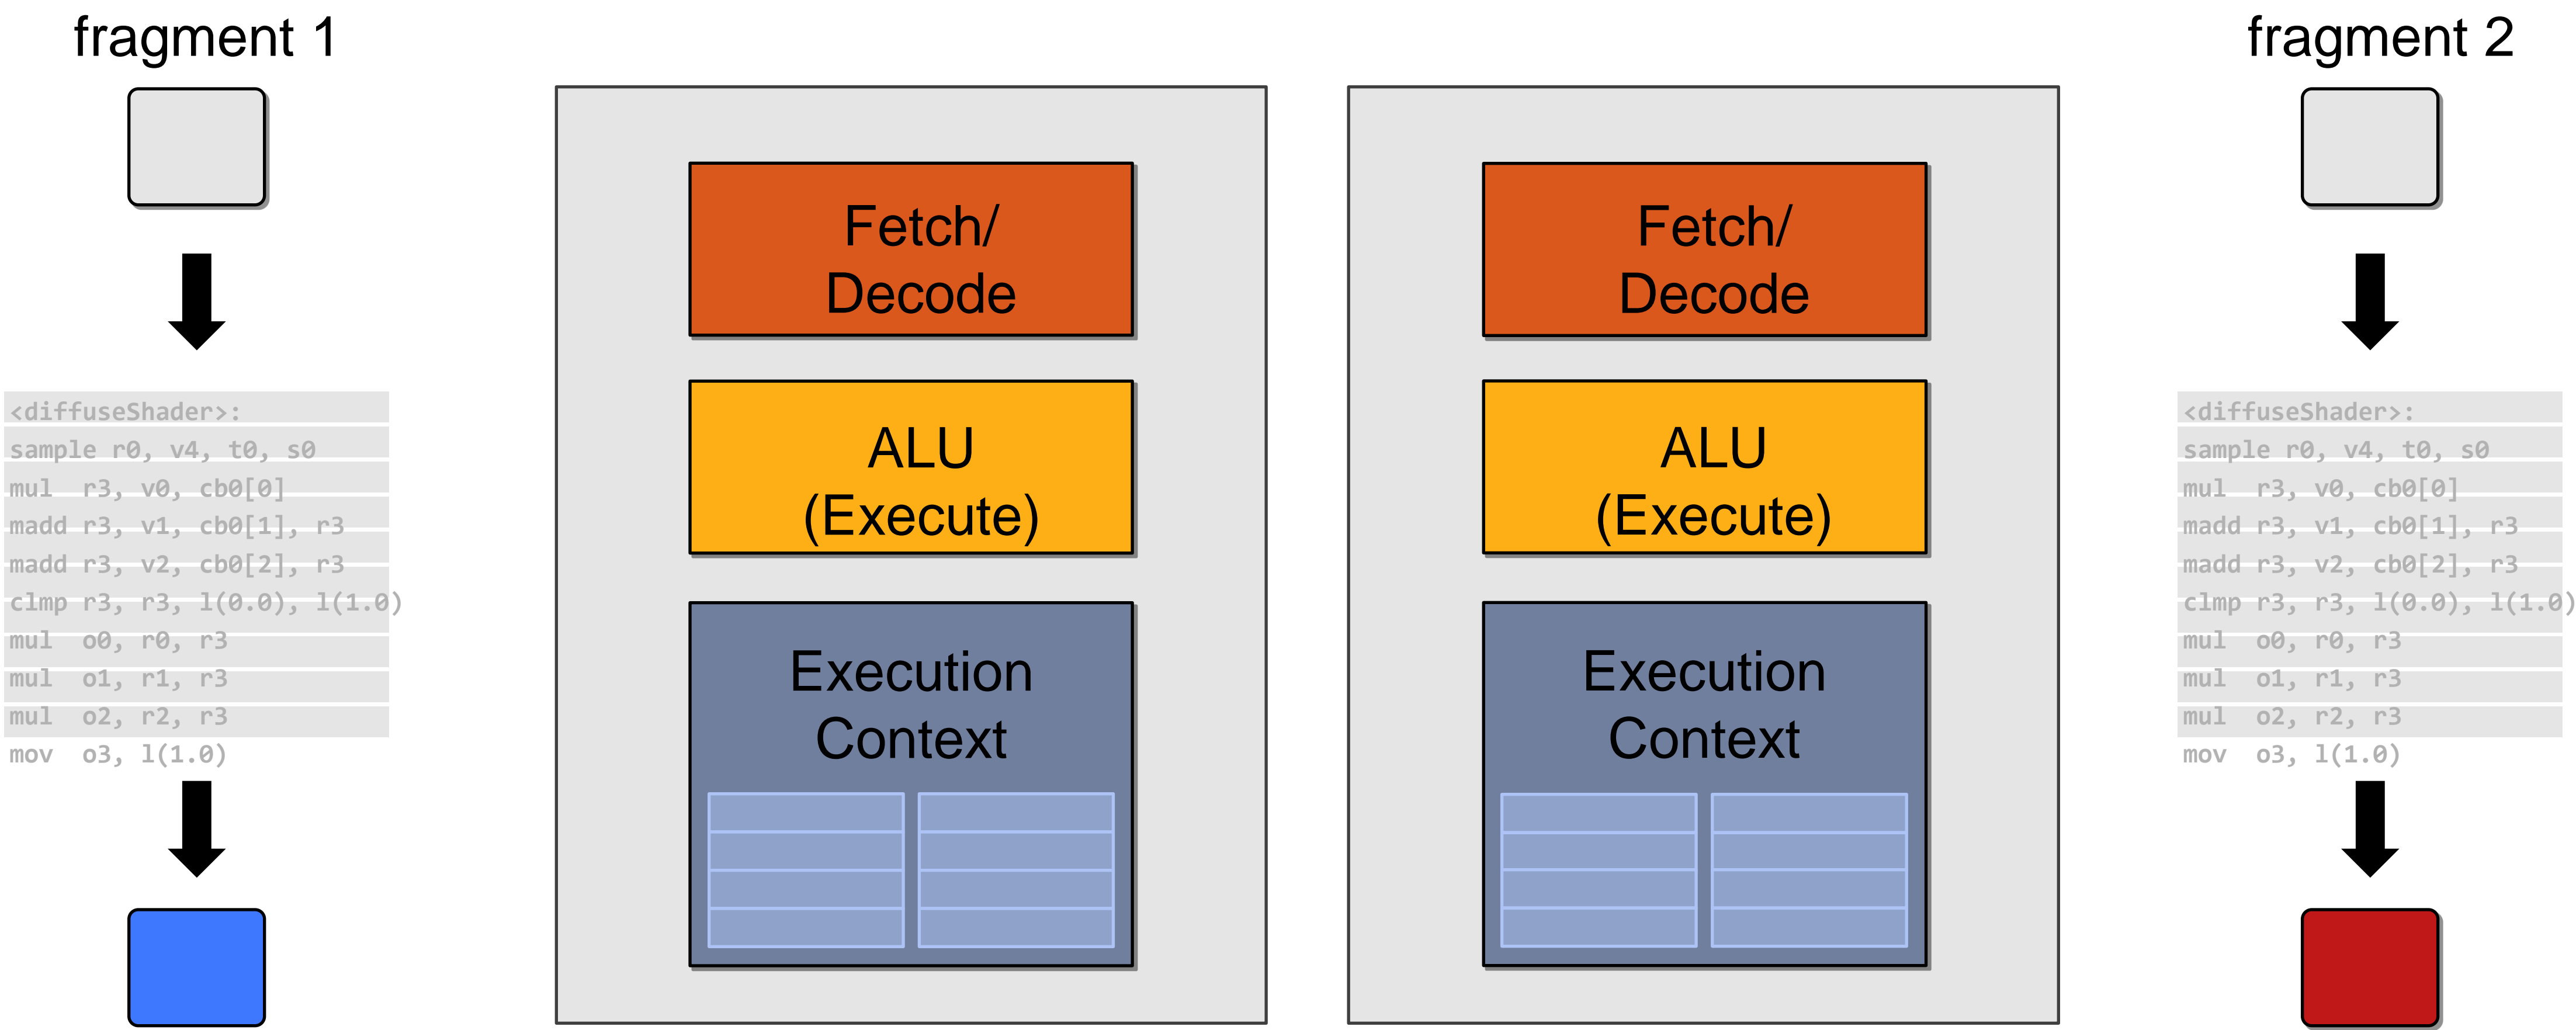 fragment 1
<diffuseShader>:
sample r0, v4, t0, s0
mul  r3, v0, cb0[0]
madd r3, v1, cb0[1], r3
madd r3, v2, cb0[2], r3
clmp r3, r3, l(0.0), l(1.0)
mul  o0, r0, r3
mul  o1, r1, r3
mul  o2, r2, r3
mov  o3, l(1.0)
Fetch/
Decode
ALU
(Execute)
Execution
Context
Fetch/
Decode
ALU
(Execute)
Execution
Context
fragment 2
<diffuseShader>:
sample r0, v4, t0, s0
mul  r3, v0, cb0[0]
madd r3, v1, cb0[1], r3
madd r3, v2, cb0[2], r3
clmp r3, r3, l(0.0), l(1.0)
mul  o0, r0, r3
mul  o1, r1, r3
mul  o2, r2, r3
mov  o3, l(1.0)